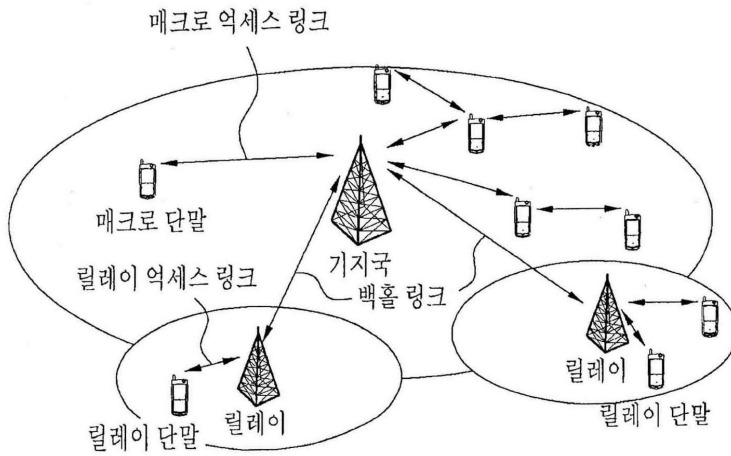 매크로 억세스 링크
매크로 단말
기지국
릴레이 억세스 링크
백홀 링크
릴레이
릴레이 단말
릴레이 단말
릴레이